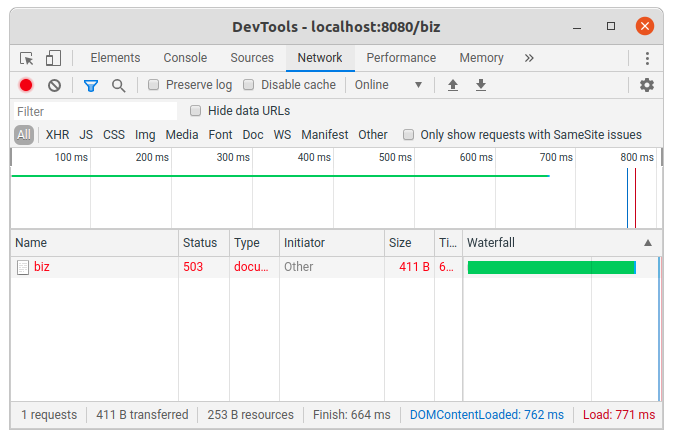 DevTools - localhost:8080/biz
Elements Console Sources Network Performance Memory »
Preserve log Disable cache Online
Filter Hide data URLs
All XHR JS CSS Img Media Font Doc WS Manifest Other Only show requests with SameSite issues
100 ms 200 ms 300 ms 400 ms 500 ms 600 ms 700 ms 800 ms
Name Status Type Initiator Size Ti... Waterfall
biz 503 docu... Other 411 B 6...
1 requests 411 B transferred 253 B resources Finish: 664 ms DOMContentLoaded: 762 ms Load: 771 ms